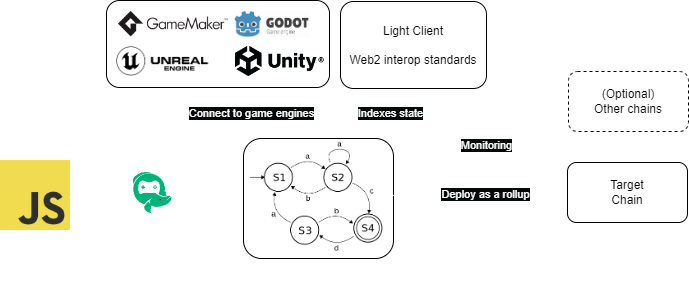 GameMaker™
GODOT
Game engine
UNREAL
ENGINE
Unity®
Light Client
Web2 interop standards
(Optional)
Other chains
Connect to game engines
Indexes state
Monitoring
a
a
S1
S2
b
c
Deploy as a rollup
Target
Chain
JS
a
b
S3
S4
d